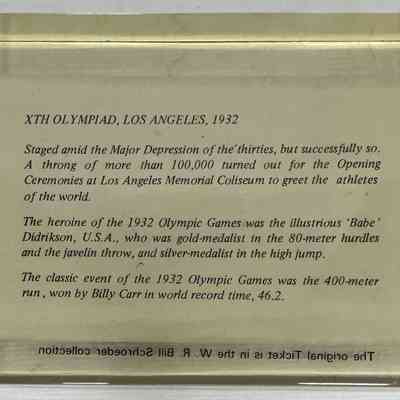 XTH OLYMPIAD, LOS ANGELES, 1932
Staged amid the Major Depression of the thirties, but successfully so.
A throng of more than 100,000 turned out for the Opening
Ceremonies at Los Angeles Memorial Coliseum to greet the athletes
of the world.
The heroine of the 1932 Olympic Games was the illustrious 'Babe'
Didrikson, U.S.A., who was gold-medalist in the 80-meter hurdles
and the javelin throw, and silver-medalist in the high jump.
The classic event of the 1932 Olympic Games was the 400-meter
run, won by Billy Carr in world record time, 46.2.
The original Ticket is in the W. R. Bill Schroeder collection